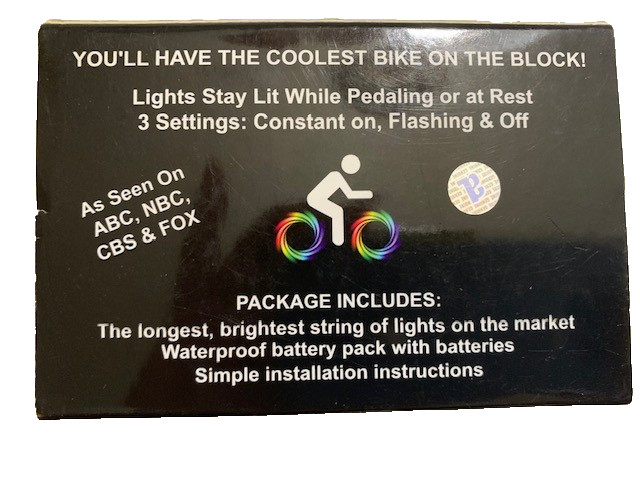 YOU'LL HAVE THE COOLEST BIKE ON THE BLOCK!
Lights Stay Lit While Pedaling or at Rest
3 Settings: Constant on, Flashing & Off
As Seen On
ABC, NBC,
CBS & FOX
PACKAGE INCLUDES:
The longest, brightest string of lights on the market
Waterproof battery pack with batteries
Simple installation instructions